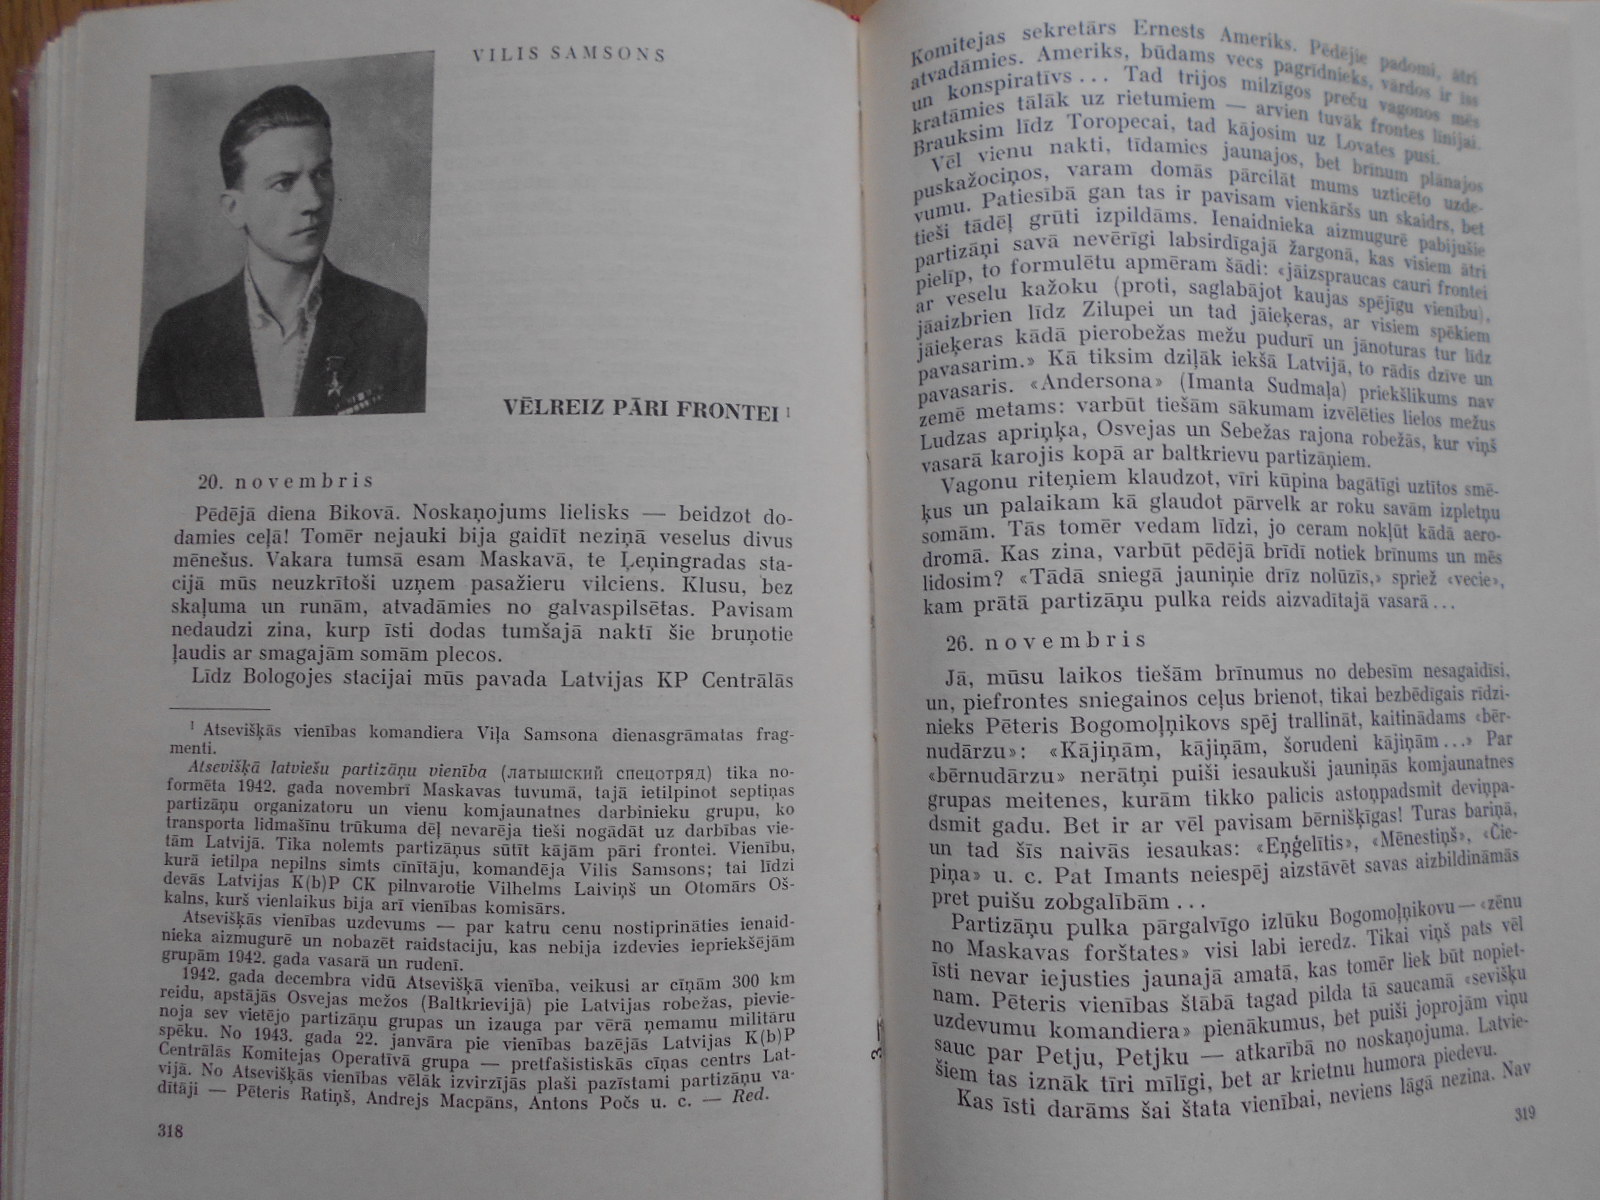 VILIS SAMSONS
VĒLREIZ PĀRI FRONTEI ¹
20. novembris
Pēdējā diena Bikovā. Noskaņojums lielisks — beidzot do-
damies ceļā! Tomēr nejauki bija gaidīt neziņā veselus divus
mēnešus. Vakara tumsā esam Maskavā, te Ļeņingradas sta-
cijā mūs neuzkrītoši uzņem pasažieru vilciens. Klusu, bez
skaļuma un runām, atvadāmies no galvaspilsētas. Pavisam
nedaudzi zina, kurp īsti dodas tumšajā naktī šie bruņotie
ļaudis ar smagajām somām plecos.
Līdz Bologojes stacijai mūs pavada Latvijas KP Centrālās
¹ Atsevišķās vienības komandiera Viļa Samsona dienasgrāmatas frag-
menti.
Atsevišķā latviešu partizāņu vienība (латышский спецотряд) tika no-
formēta 1942. gada novembrī Maskavas tuvumā, tajā ietilpinot septiņas
partizāņu organizatoru un vienu komjaunatnes darbinieku grupu, ko
transporta lidmašīnu trūkuma dēļ nevarēja tieši nogādāt uz darbības vie-
tām Latvijā. Tika nolemts partizāņus sūtīt kājām pāri frontei. Vienību,
kurā ietilpa nepilns simts cīnītāju, komandēja Vilis Samsons; tai līdzi
devās Latvijas K(b)P CK pilnvarotie Vilhelms Laiviņš un Otomārs Oš-
kalns, kurš vienlaikus bija arī vienības komisārs.
Atsevišķās vienības uzdevums — par katru cenu nostiprināties ienaid-
nieka aizmugurē un nobazēt raidstaciju, kas nebija izdevies iepriekšējām
grupām 1942. gada vasarā un rudenī.
1942. gada decembra vidū Atsevišķā vienība, veikusi ar cīņām 300 km
reidu, apstājās Osvejas mežos (Baltkrievijā) pie Latvijas robežas, pievie-
noja sev vietējo partizāņu grupas un izauga par vērā ņemamu militāru
spēku. No 1943. gada 22. janvāra pie vienības bazējās Latvijas K(b)P
Centrālās Komitejas Operatīvā grupa — pretfašistiskās cīņas centrs Lat-
vijā. No Atsevišķās vienības vēlāk izvirzījās plaši pazīstami partizāņu va-
dītāji — Pēteris Ratiņš, Andrejs Macpāns, Antons Počs u. c. — Red.
318
Komitejas sekretārs Ernests Ameriks. Pēdējie padomi, ātri
atvadāmies. Ameriks, būdams vecs pagrīdnieks, vārdos ir īss
un konspiratīvs... Tad trijos milzīgos preču vagonos mēs
kratāmies tālāk uz rietumiem — arvien tuvāk frontes līnijai.
Brauksim līdz Toropecai, tad kājosim uz Lovates pusi.
Vēl vienu nakti, tīdamies jaunajos, bet brīnum plānajos
puskažociņos, varam domās pārcilāt mums uzticēto uzde-
vumu. Patiesībā gan tas ir pavisam vienkāršs un skaidrs, bet
tieši tādēļ grūti izpildāms. Ienaidnieka aizmugurē pabijušie
partizāņi savā nevērīgi labsirdīgajā žargonā, kas visiem ātri
pielīp, to formulētu apmēram šādi: «jāizspraucas cauri frontei
ar veselu kažoku (proti, saglabājot kaujas spējīgu vienību),
jāaizbrien līdz Zilupei un tad jāieķeras, ar visiem spēkiem
jāieķeras kādā pierobežas mežu pudurī un jānoturas tur līdz
pavasarim.» Kā tiksim dziļāk iekšā Latvijā, to rādīs dzīve un
pavasaris. «Andersona» (Imanta Sudmaļa) priekšlikums nav
zemē metams: varbūt tiešām sākumam izvēlēties lielos mežus
Ludzas apriņķa, Osvejas un Sebežas rajona robežās, kur viņš
vasarā karojis kopā ar baltkrievu partizāņiem.
Vagonu riteņiem klaudzot, vīri kūpina bagātīgi uztītos smē-
ķus un palaikam kā glaudot pārvelk ar roku savām izpletņu
somām. Tās tomēr vedam līdzi, jo ceram nokļūt kādā aero-
dromā. Kas zina, varbūt pēdējā brīdī notiek brīnums un mēs
lidosim? «Tādā sniegā jauniņie drīz nolūzīs,» spriež «vecie»,
kam prātā partizāņu pulka reids aizvadītajā vasarā...
26. novembris
Jā, mūsu laikos tiešām brīnumus no debesīm nesagaidīsi,
un, piefrontes sniegainos ceļus brienot, tikai bezbēdīgais rīdzi-
nieks Pēteris Bogomoļņikovs spēj trallināt, kaitinādams «bēr-
nudārzu»: «Kājiņām, kājiņām, šorudeni kājiņām...» Par
«bērnudārzu» nerātņi puiši iesaukuši jauniņās komjaunatnes
grupas meitenes, kurām tikko palicis astoņpadsmit deviņpa-
dsmit gadu. Bet ir ar vēl pavisam bērnišķīgas! Turas bariņā,
un tad šīs naivās iesaukas: «Eņģelītis», «Mēnestiņš», «Čie-
piņa» u. c. Pat Imants neiespēj aizstāvēt savas aizbildināmās
pret puišu zobgalībām...
Partizāņu pulka pārgalvīgo izlūku Bogomoļņikovu — «zēnu
no Maskavas forštates» visi labi ieredz. Tikai viņš pats vēl
īsti nevar iejusties jaunajā amatā, kas tomēr liek būt nopiet-
nam. Pēteris vienības štābā tagad pilda tā saucamā «sevišķu
uzdevumu komandiera» pienākumus, bet puiši joprojām viņu
sauc par Petju, Petjku — atkarībā no noskaņojuma. Latvie-
šiem tas iznāk tīri mīlīgi, bet ar krietnu humora piedevu.
Kas īsti darāms šai štata vienībai, neviens lāgā nezina. Nav
319